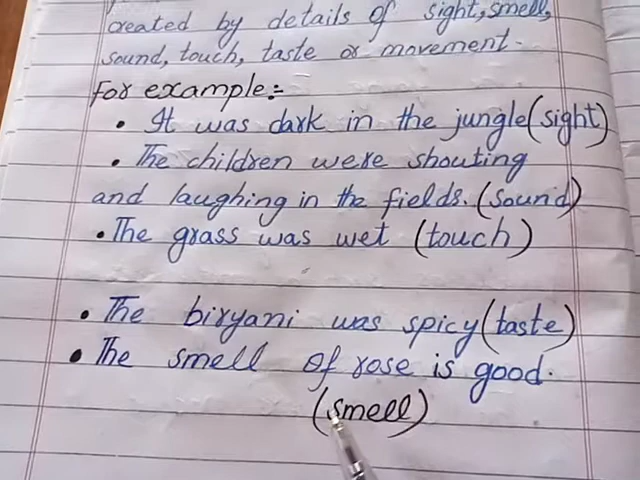 created by details of sight, smell,
sound, touch, taste or movement.
For example:-
• It was dark in the jungle (sight)
• The children were shouting
and laughing in the fields. (sound)
• The grass was wet (touch)
• The biryani was spicy (taste)
• The smell of rose is good.
(smell)